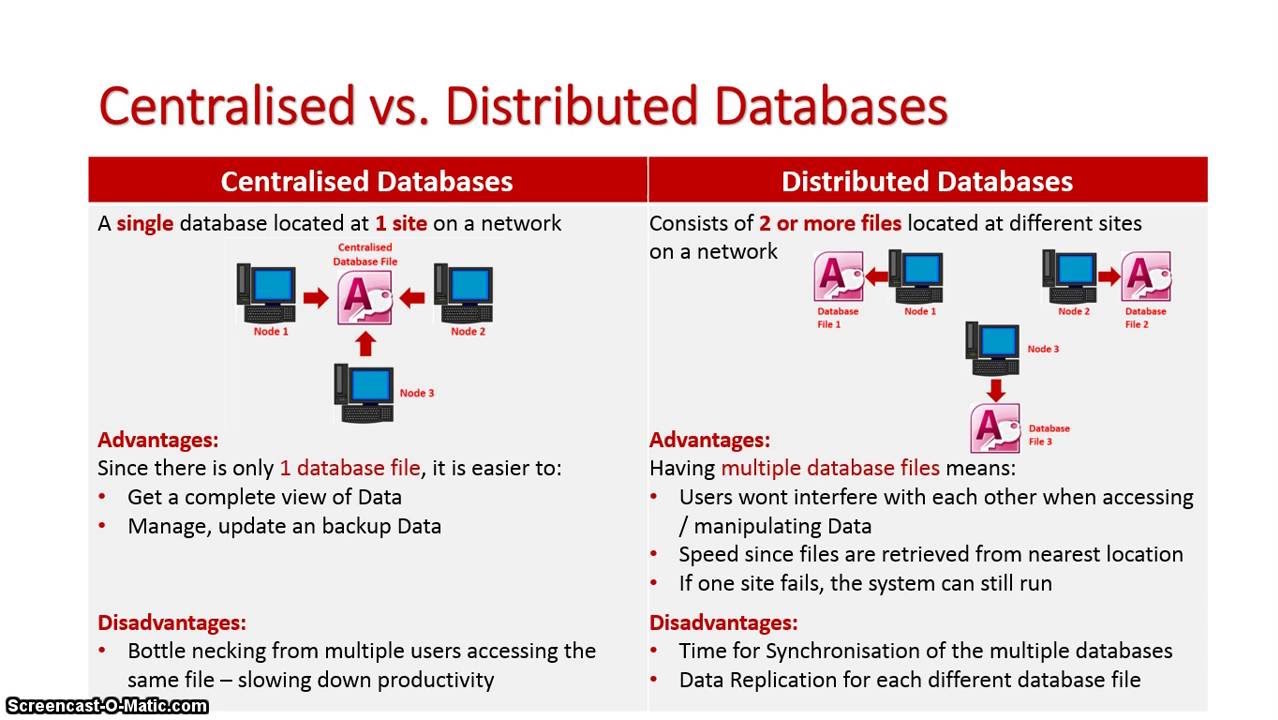 Centralised vs. Distributed Databases
Centralised Databases
A single database located at 1 site on a network
Centralised
Database File
A
Node 1
Node 2
Node 3
Advantages:
Since there is only 1 database file, it is easier to:
• Get a complete view of Data
• Manage, update an backup Data
Disadvantages:
• Bottle necking from multiple users accessing the
same file – slowing down productivity
Distributed Databases
Consists of 2 or more files located at different sites
on a network
A
A
Database
File 1
Node 1
Node 2
Database
File 2
Node 3
A
Database
File 3
Advantages:
Having multiple database files means:
• Users wont interfere with each other when accessing
/ manipulating Data
• Speed since files are retrieved from nearest location
• If one site fails, the system can still run
Disadvantages:
• Time for Synchronisation of the multiple databases
• Data Replication for each different database file
Screencast-O-Matic.com